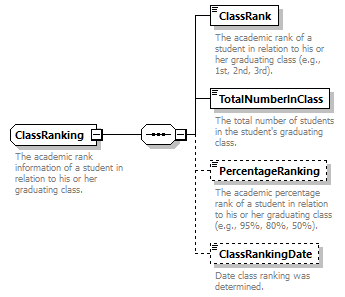 ClassRank
The academic rank of a
student in relation to his or
her graduating class (e.g.,
1st, 2nd, 3rd).
TotalNumberInClass
The total number of students
in the student's graduating
class.
ClassRanking
The academic rank
information of a student in
relation to his or her
graduating class.
PercentageRanking
The academic percentage
rank of a student in relation
to his or her graduating class
(e.g., 95%, 80%, 50%).
ClassRankingDate
Date class ranking was
determined.